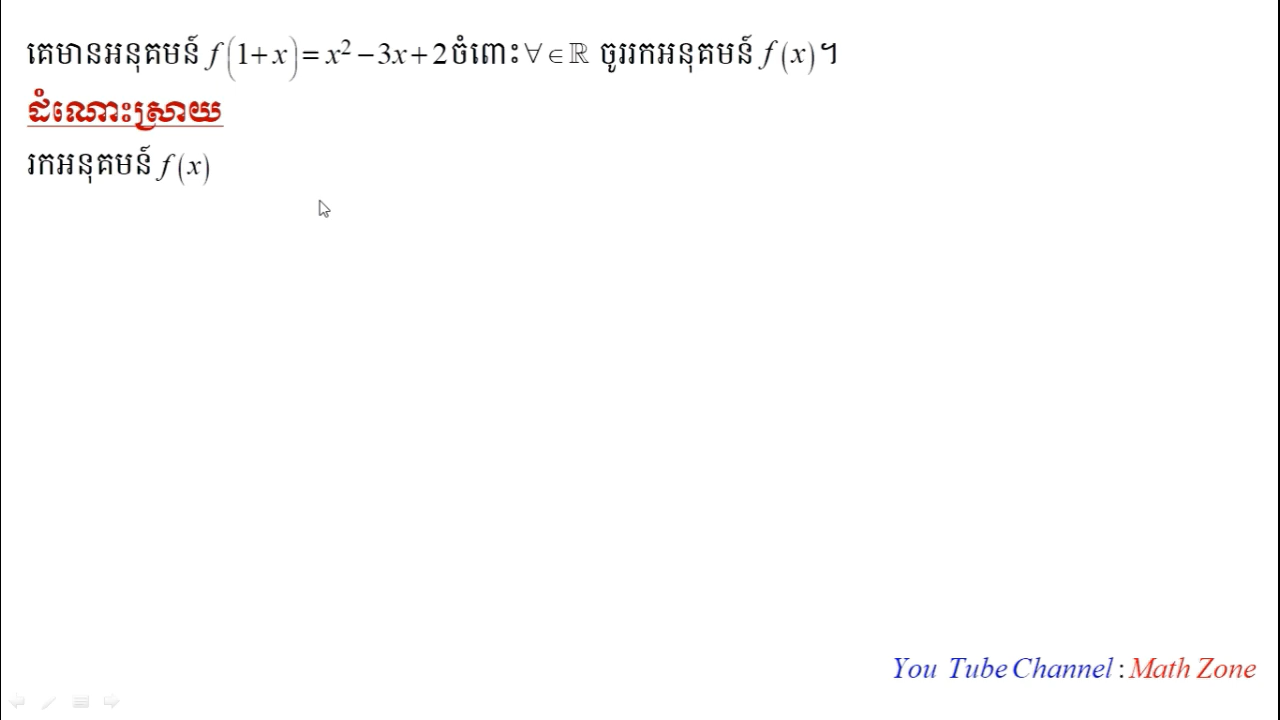 គេមានអនុគមន៍ f(1+x)=x²−3x+2 ចំពោះ ∀∈ℝ ចូររកអនុគមន៍ f(x) ។
ដំណោះស្រាយ
រកអនុគមន៍ f(x)
You Tube Channel : Math Zone